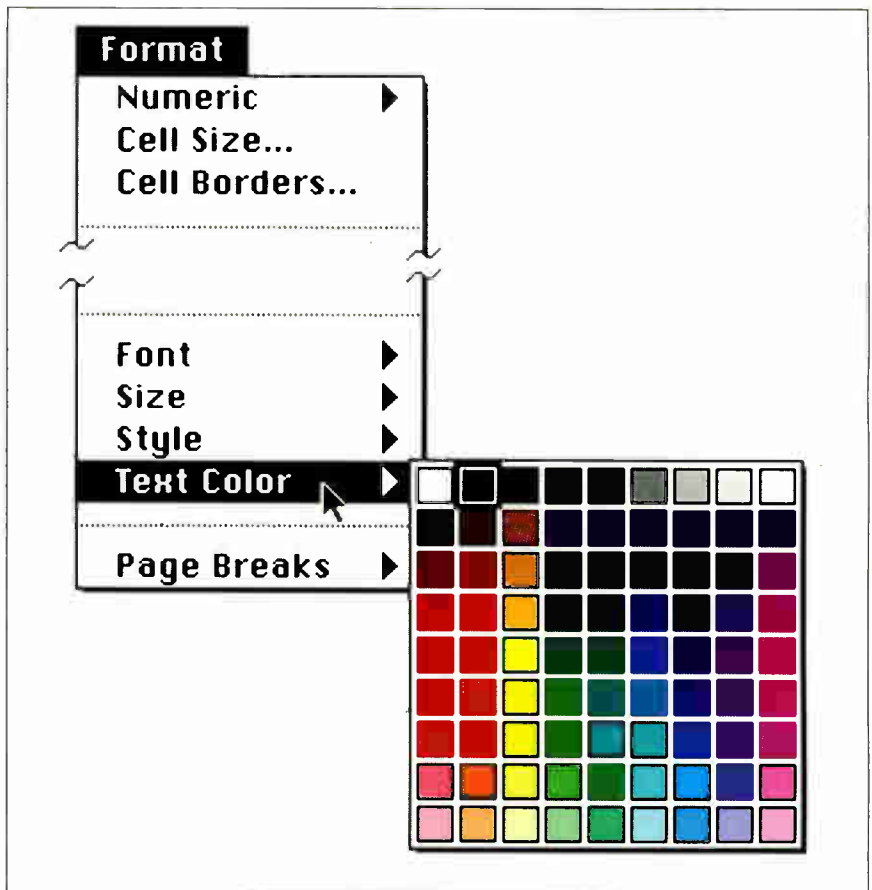 Format
Numeric
Cell Size...
Cell Borders...
Font
Size
Style
Text Color
Page Breaks